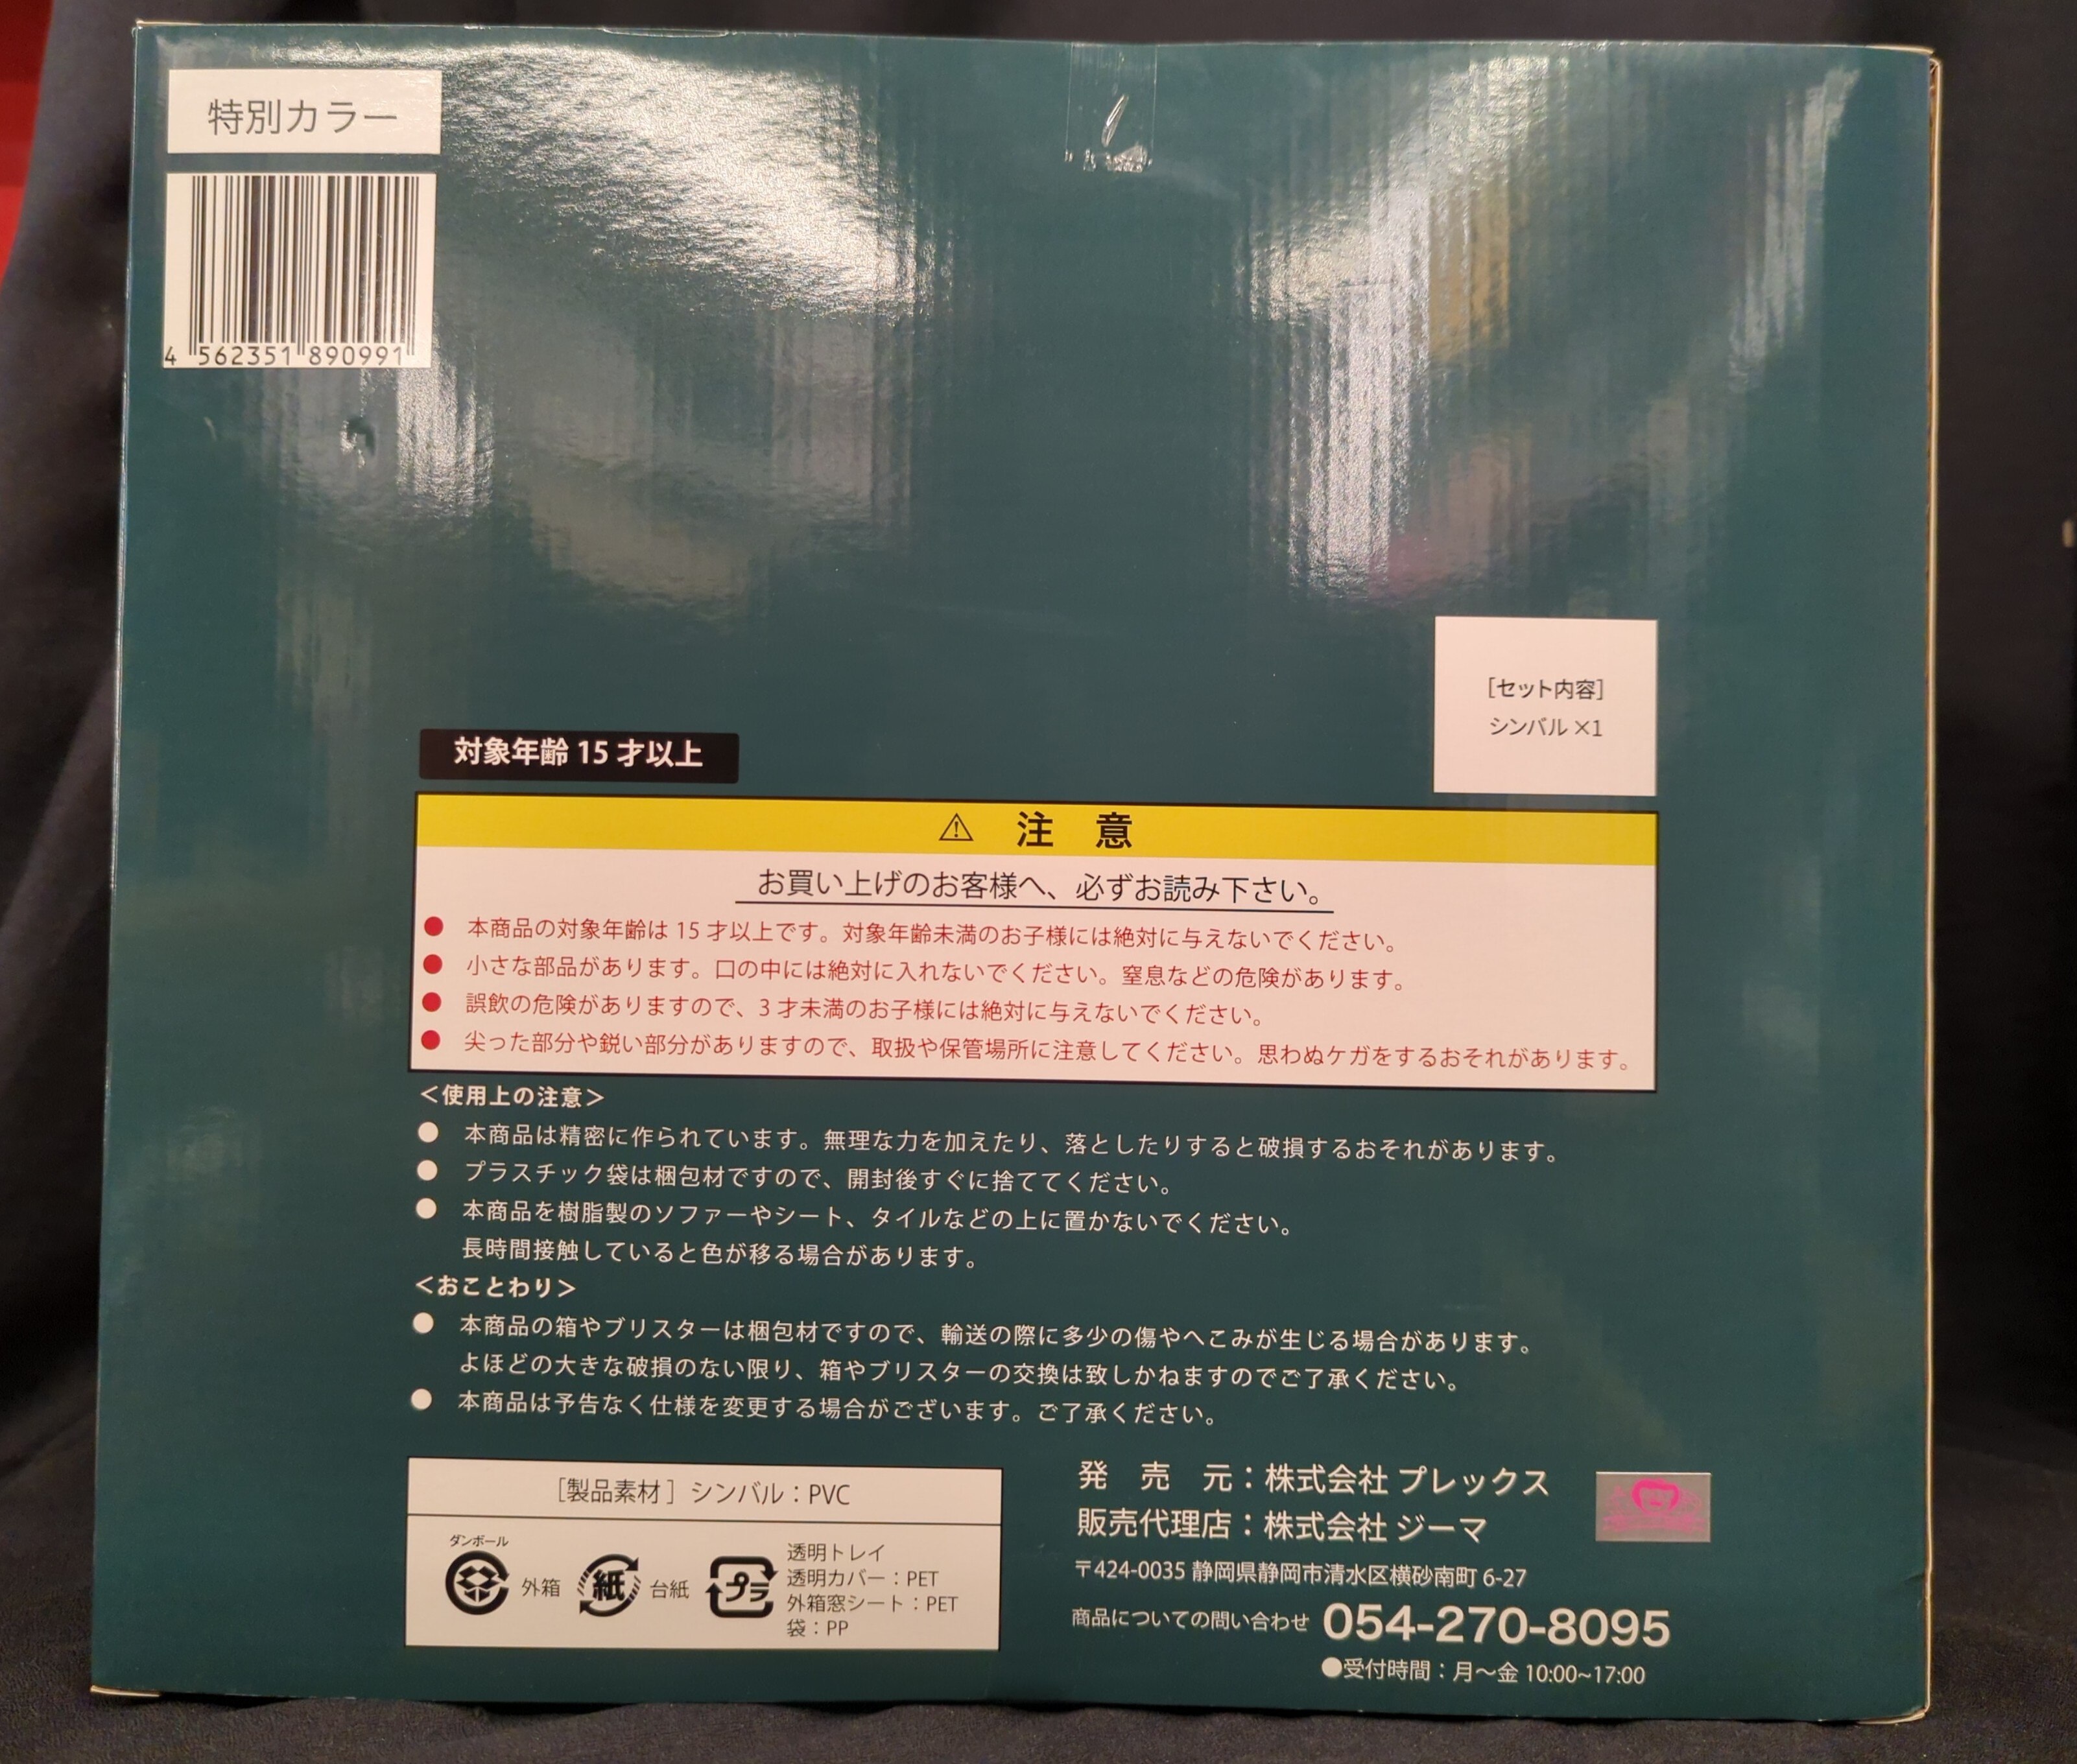 特別カラー
4 562351 890991
[セット内容]
シンバル ×1
対象年齢 15 才以上
⚠ 注 意
お買い上げのお客様へ、必ずお読み下さい。
● 本商品の対象年齢は 15 才以上です。対象年齢未満のお子様には絶対に与えないでください。
● 小さな部品があります。口の中には絶対に入れないでください。窒息などの危険があります。
● 誤飲の危険がありますので、3 才未満のお子様には絶対に与えないでください。
● 尖った部分や鋭い部分がありますので、取扱や保管場所に注意してください。思わぬケガをするおそれがあります。
＜使用上の注意＞
● 本商品は精密に作られています。無理な力を加えたり、落としたりすると破損するおそれがあります。
● プラスチック袋は梱包材ですので、開封後すぐに捨ててください。
● 本商品を樹脂製のソファーやシート、タイルなどの上に置かないでください。
長時間接触していると色が移る場合があります。
＜おことわり＞
● 本商品の箱やブリスターは梱包材ですので、輸送の際に多少の傷やへこみが生じる場合があります。
よほどの大きな破損のない限り、箱やブリスターの交換は致しかねますのでご了承ください。
● 本商品は予告なく仕様を変更する場合がございます。ご了承ください。
[製品素材] シンバル：PVC
ダンボール
外箱
紙 台紙
プラ
透明トレイ
透明カバー：PET
外箱窓シート：PET
袋：PP
発 売 元：株式会社 プレックス
販売代理店：株式会社 ジーマ
〒424-0035 静岡県静岡市清水区横砂南町 6-27
商品についての問い合わせ 054-270-8095
●受付時間：月〜金 10:00~17:00